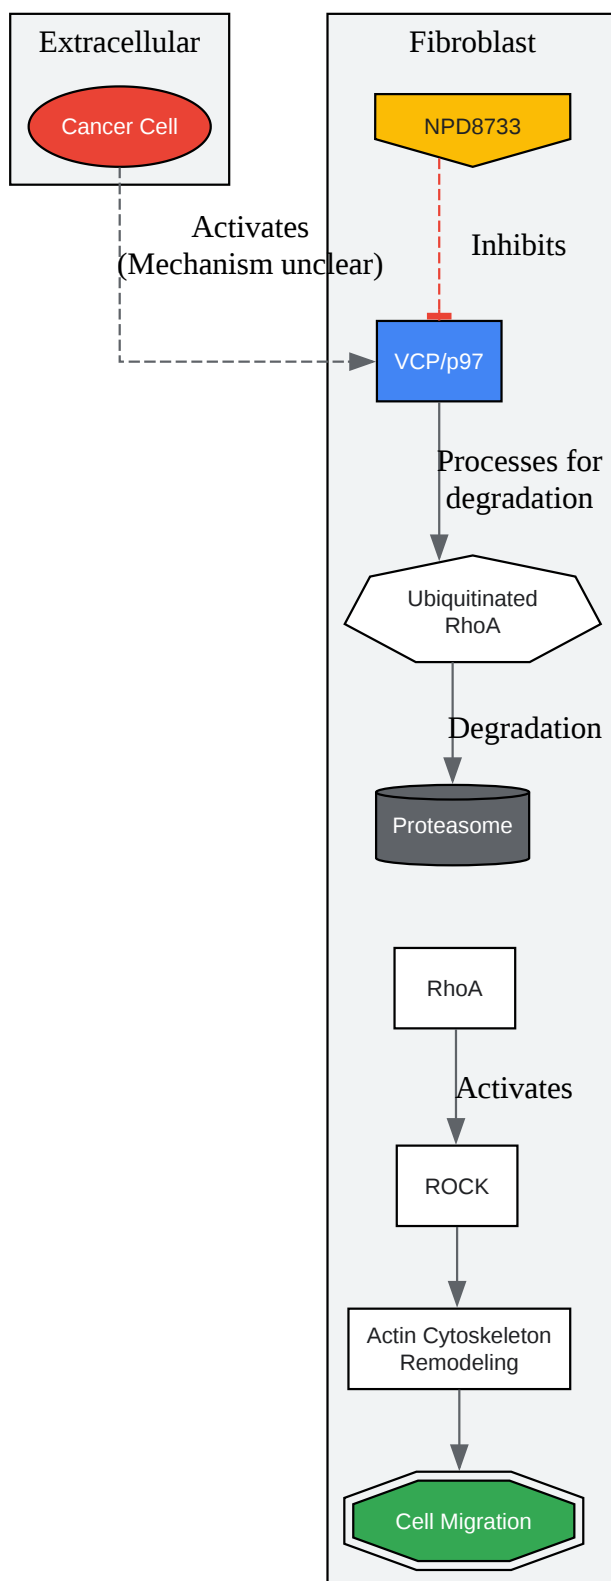 Extracellular
Fibroblast
Cancer Cell
NPD8733
Activates
(Mechanism unclear)
Inhibits
VCP/p97
Processes for
degradation
Ubiquitinated
RhoA
Degradation
Proteasome
RhoA
Activates
ROCK
Actin Cytoskeleton
Remodeling
Cell Migration